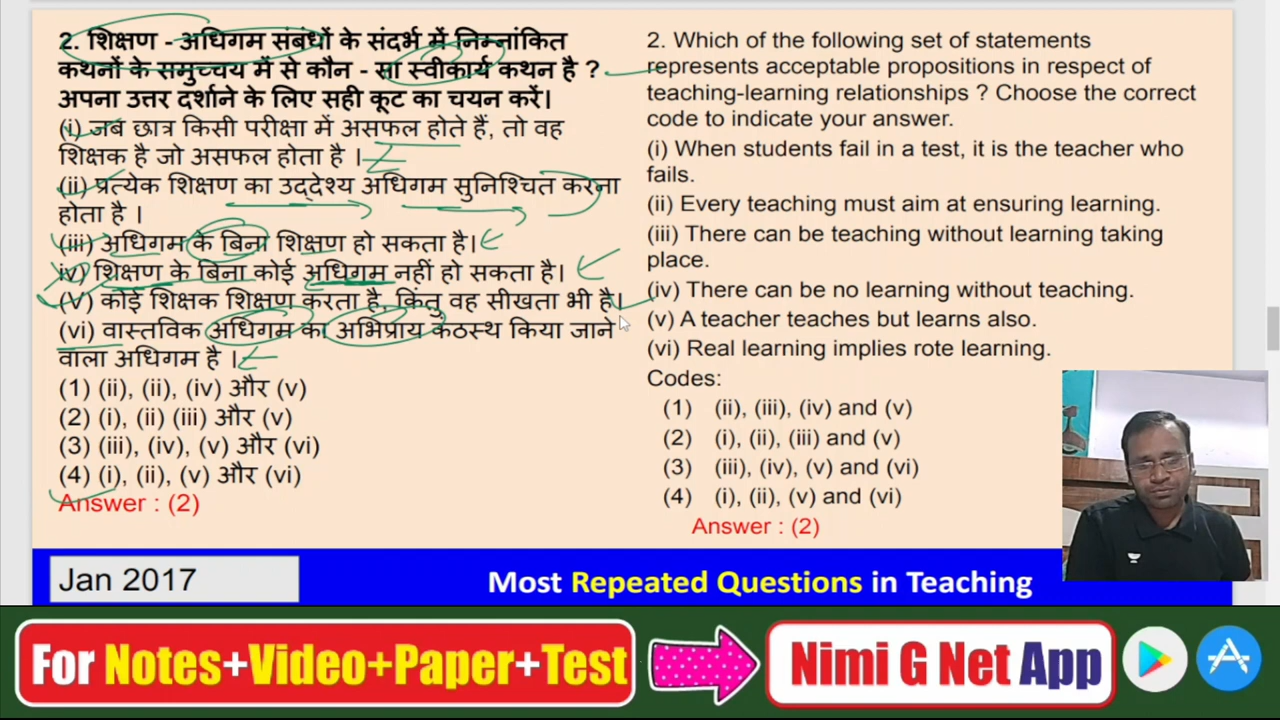 2. शिक्षण - अधिगम संबंधों के संदर्भ में निम्नांकित
कथनों के समुच्चय में से कौन - सा स्वीकार्य कथन है ?
अपना उत्तर दर्शाने के लिए सही कूट का चयन करें।
(i) जब छात्र किसी परीक्षा में असफल होते हैं, तो वह
शिक्षक है जो असफल होता है ।
(ii) प्रत्येक शिक्षण का उद्देश्य अधिगम सुनिश्चित करना
होता है ।
(iii) अधिगम के बिना शिक्षण हो सकता है।
iv) शिक्षण के बिना कोई अधिगम नहीं हो सकता है।
(v) कोई शिक्षक शिक्षण करता है, किंतु वह सीखता भी है।
(vi) वास्तविक अधिगम का अभिप्राय कंठस्थ किया जाने
वाला अधिगम है ।
(1) (ii), (ii), (iv) और (v)
(2) (i), (ii) (iii) और (v)
(3) (iii), (iv), (v) और (vi)
(4) (i), (ii), (v) और (vi)
Answer : (2)
2. Which of the following set of statements
represents acceptable propositions in respect of
teaching-learning relationships ? Choose the correct
code to indicate your answer.
(i) When students fail in a test, it is the teacher who
fails.
(ii) Every teaching must aim at ensuring learning.
(iii) There can be teaching without learning taking
place.
(iv) There can be no learning without teaching.
(v) A teacher teaches but learns also.
(vi) Real learning implies rote learning.
Codes:
(1) (ii), (iii), (iv) and (v)
(2) (i), (ii), (iii) and (v)
(3) (iii), (iv), (v) and (vi)
(4) (i), (ii), (v) and (vi)
Answer : (2)
Jan 2017
Most Repeated Questions in Teaching
For Notes+Video+Paper+Test
Nimi G Net App